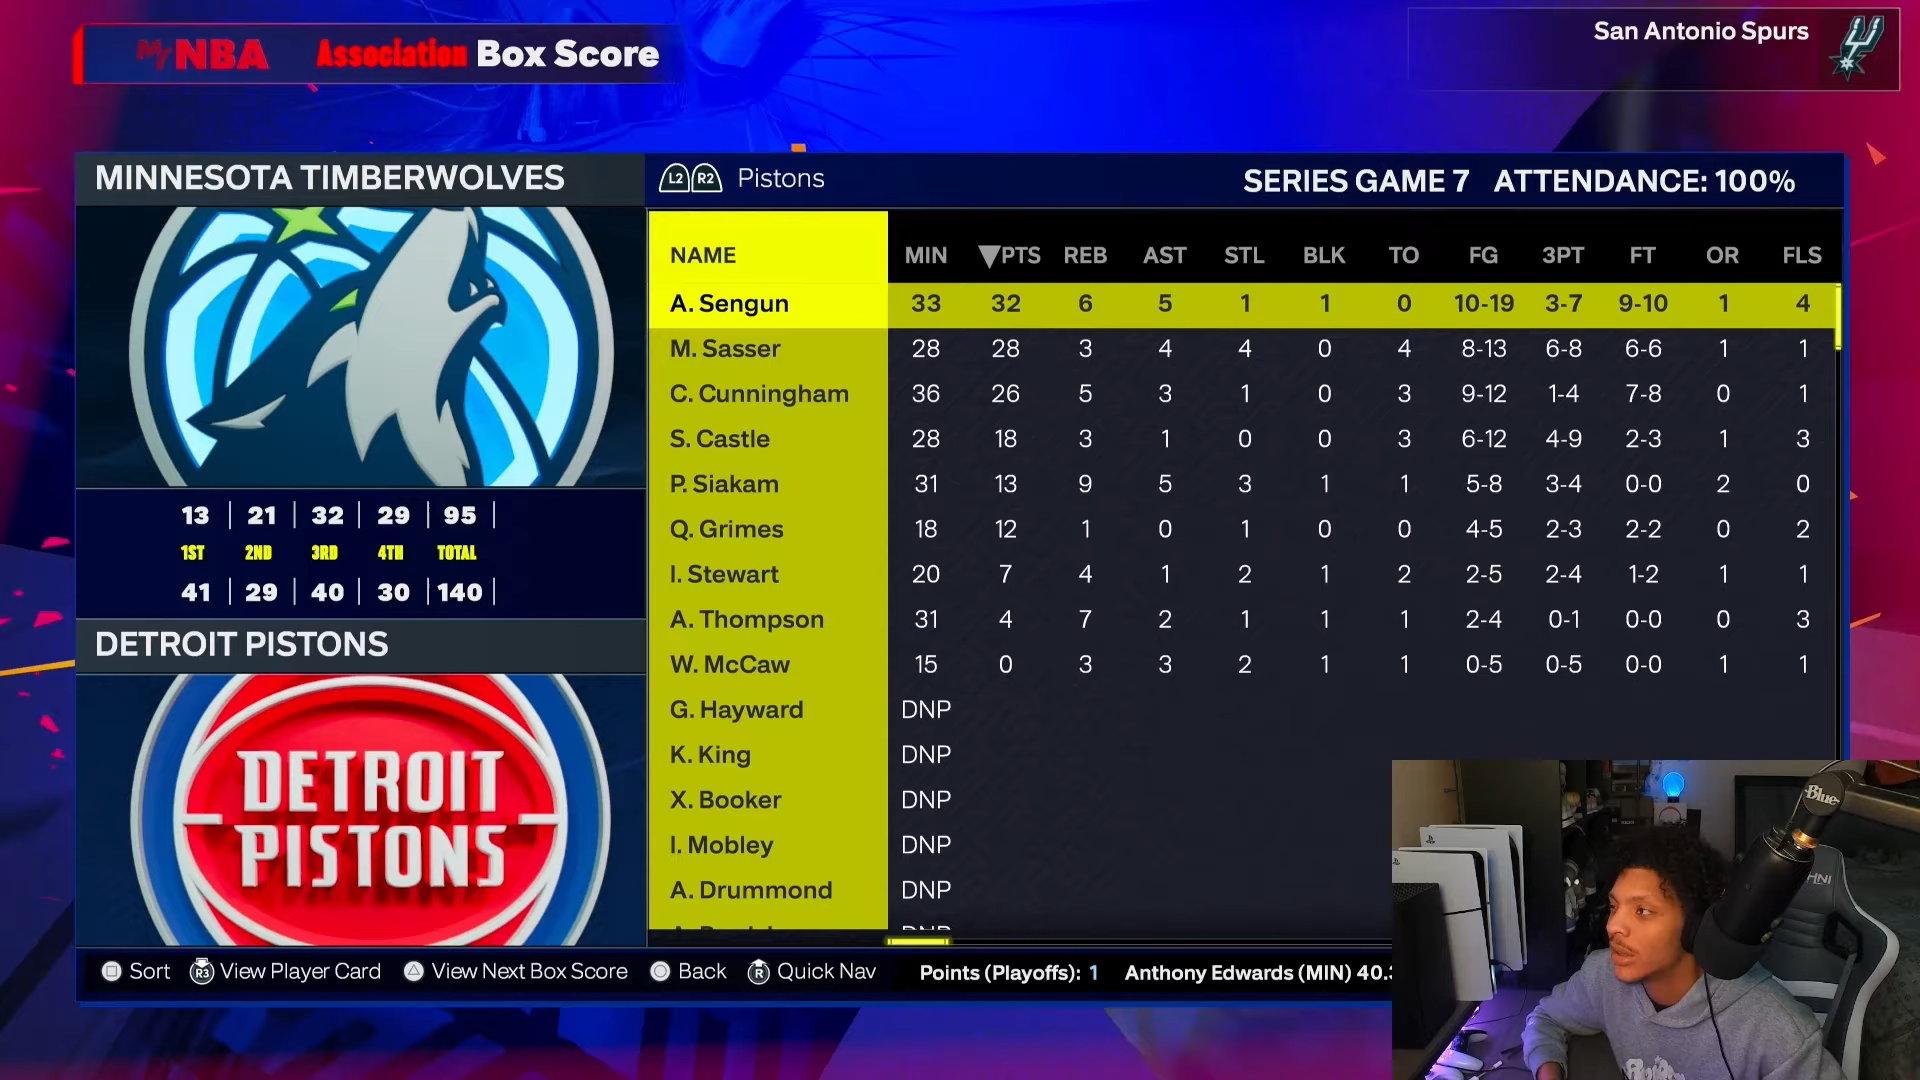 MyNBA Association Box Score
San Antonio Spurs
MINNESOTA TIMBERWOLVES
L2 R2 Pistons
SERIES GAME 7 ATTENDANCE: 100%
NAME MIN PTS REB AST STL BLK TO FG 3PT FT OR FLS
A. Sengun 33 32 6 5 1 1 0 10-19 3-7 9-10 1 4
M. Sasser 28 28 3 4 4 0 4 8-13 6-8 6-6 1 1
C. Cunningham 36 26 5 3 1 0 3 9-12 1-4 7-8 0 1
S. Castle 28 18 3 1 0 0 3 6-12 4-9 2-3 1 3
P. Siakam 31 13 9 5 3 1 1 5-8 3-4 0-0 2 0
Q. Grimes 18 12 1 0 1 0 0 4-5 2-3 2-2 0 2
I. Stewart 20 7 4 1 2 1 2 2-5 2-4 1-2 1 1
A. Thompson 31 4 7 2 1 1 1 2-4 0-1 0-0 0 3
W. McCaw 15 0 3 3 2 1 1 0-5 0-5 0-0 1 1
G. Hayward DNP
K. King DNP
X. Booker DNP
I. Mobley DNP
A. Drummond DNP
13 21 32 29 95
1ST 2ND 3RD 4TH TOTAL
41 29 40 30 140
DETROIT PISTONS
DETROIT
PISTONS
Sort R3 View Player Card View Next Box Score Back R Quick Nav
Points (Playoffs): 1 Anthony Edwards (MIN) 40.3
Blue